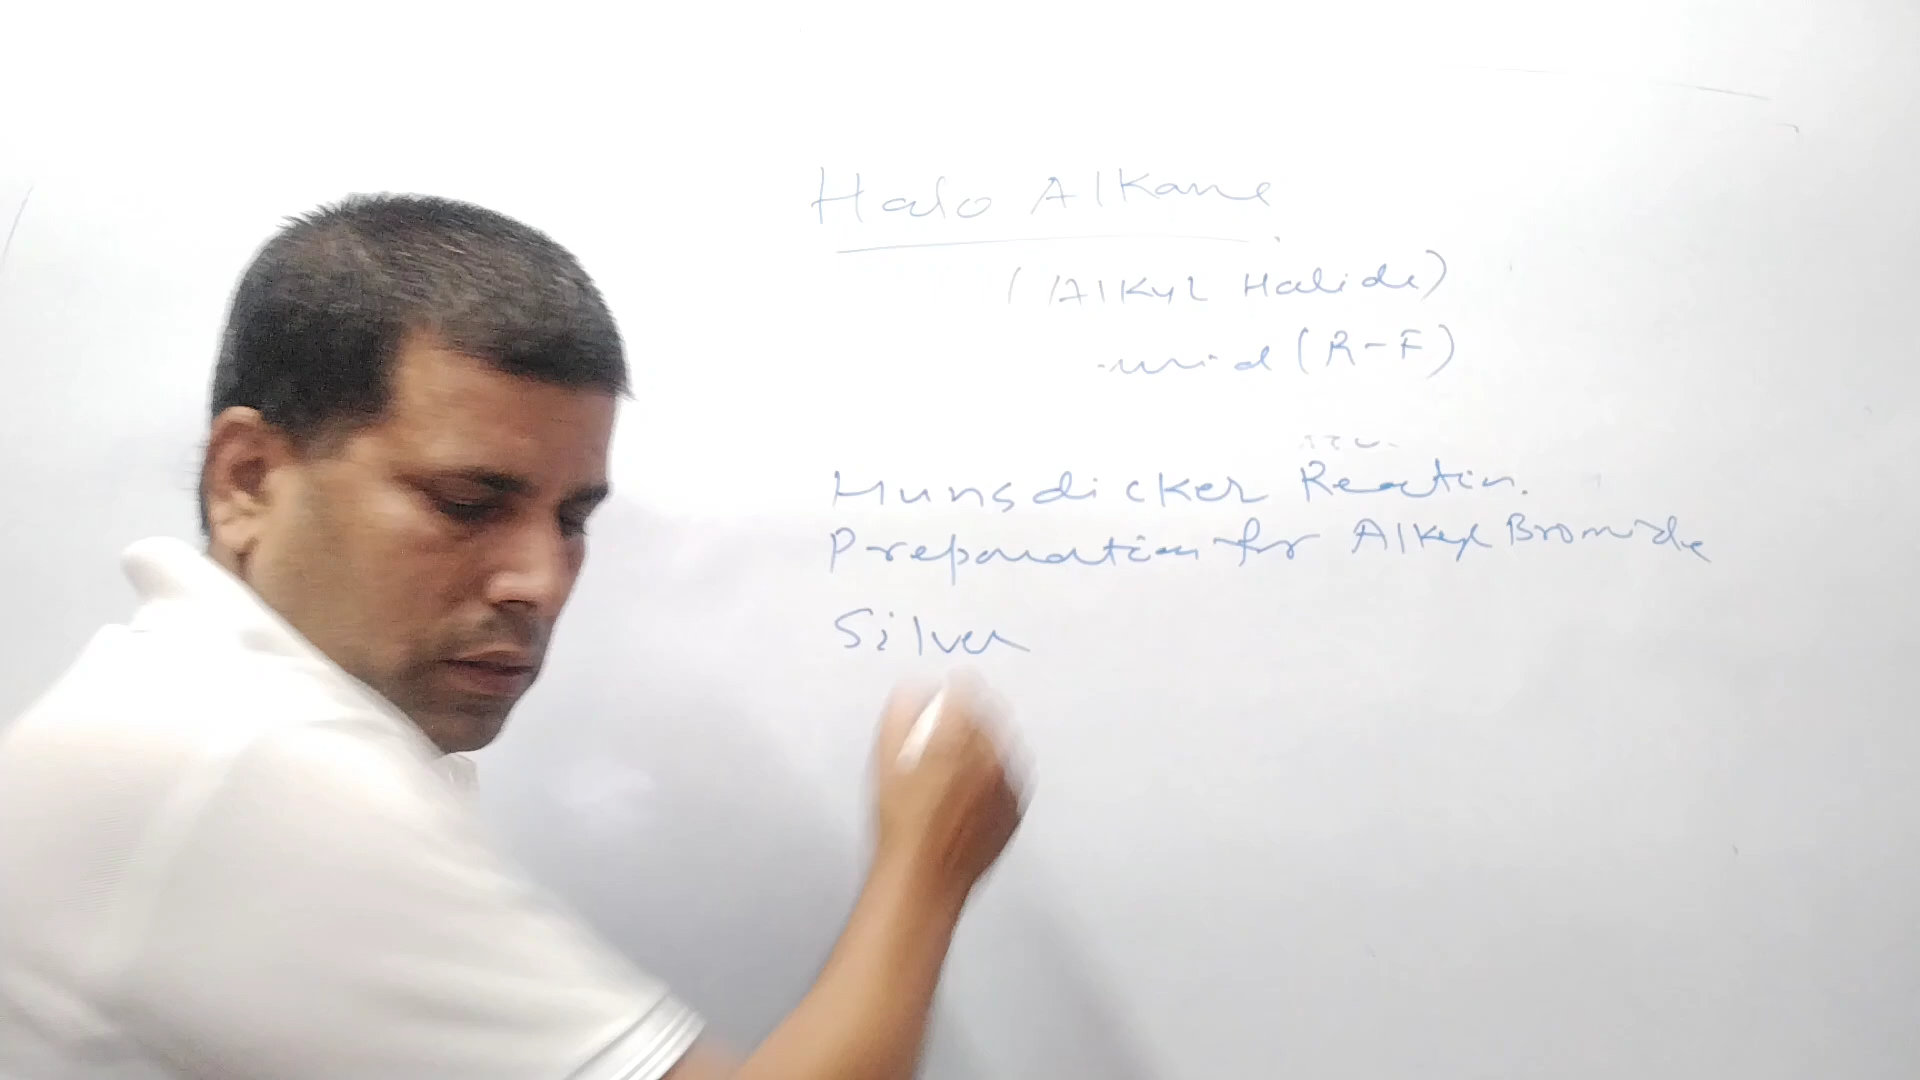 Halo Alkane
(Alkyl Halide)
(R-F)
Hunsdicker Reaction.
Preparation for Alkyl Bromide
Silver